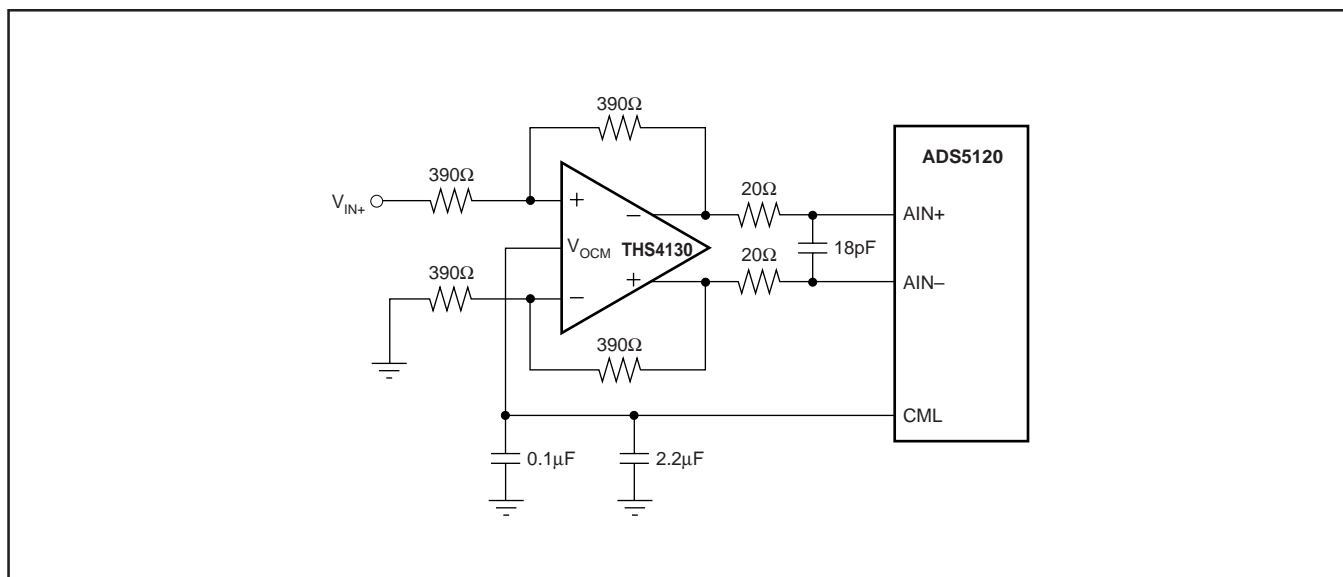 390Ω
390Ω
V_IN+
+
−
V_OCM
THS4130
390Ω
−
+
390Ω
20Ω
20Ω
18pF
ADS5120
AIN+
AIN−
CML
0.1µF
2.2µF